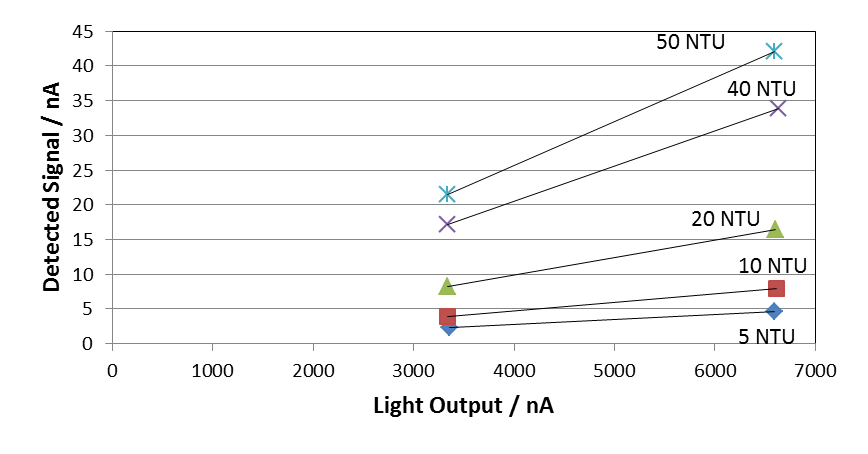 45
40
35
30
25
20
15
10
5
0
Detected Signal / nA
50 NTU
40 NTU
20 NTU
10 NTU
5 NTU
0 1000 2000 3000 4000 5000 6000 7000
Light Output / nA